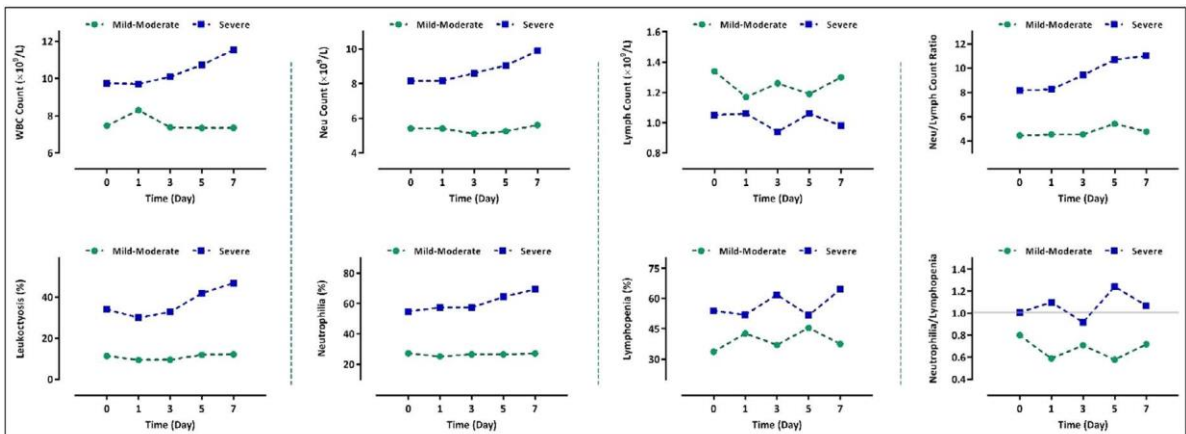 Mild-Moderate Severe
WBC Count (×10⁹/L)
12
10
8
6
0 1 3 5 7
Time (Day)
Mild-Moderate Severe
Neu Count (×10⁹/L)
10
8
6
4
0 1 3 5 7
Time (Day)
Mild-Moderate Severe
Lymph Count (×10⁹/L)
1.6
1.4
1.2
1.0
0.8
0 1 3 5 7
Time (Day)
Mild-Moderate Severe
Neu/Lymph Count Ratio
12
10
8
6
4
0 1 3 5 7
Time (Day)
Mild-Moderate Severe
Leukoctyosis (%)
40
20
0
0 1 3 5 7
Time (Day)
Mild-Moderate Severe
Neutrophilia (%)
80
60
40
20
0 1 3 5 7
Time (Day)
Mild-Moderate Severe
Lymphopenia (%)
75
60
45
30
0 1 3 5 7
Time (Day)
Mild-Moderate Severe
Neutrophilia/Lymphopenia
1.4
1.2
1.0
0.8
0.6
0.4
0 1 3 5 7
Time (Day)